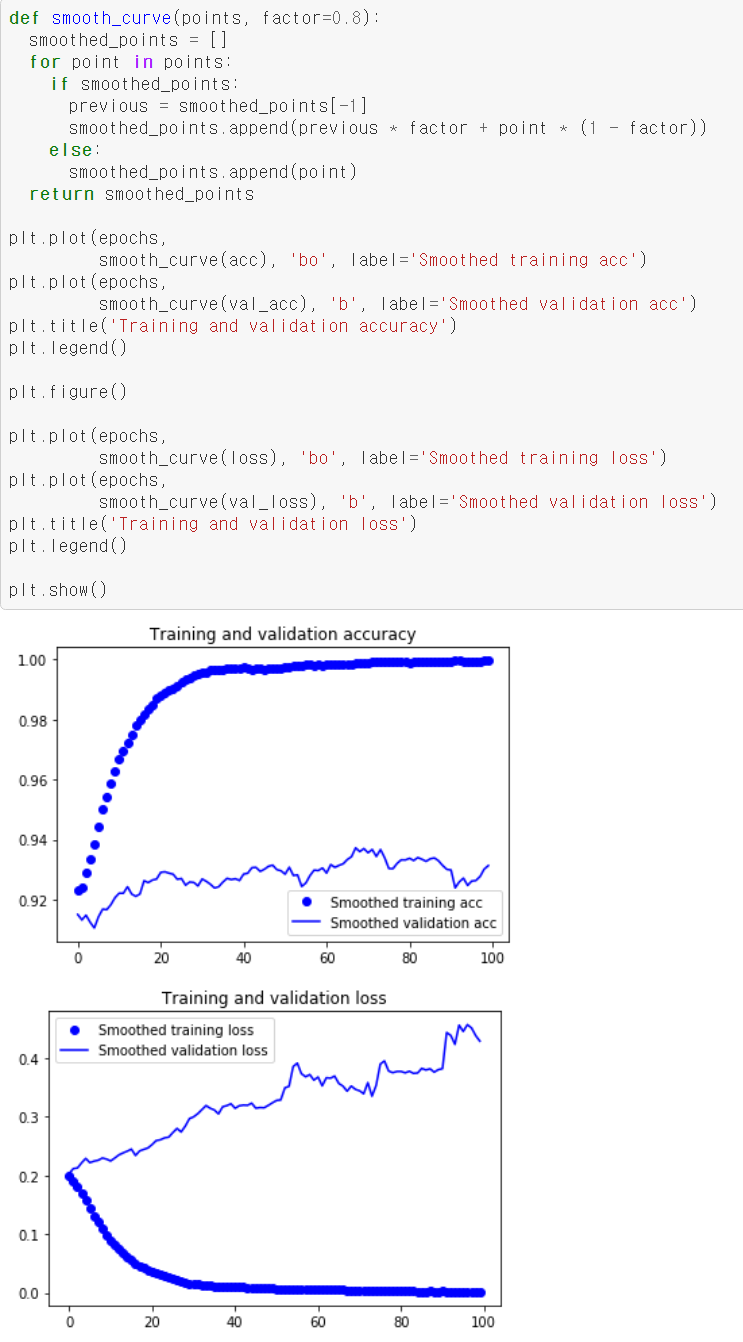 def smooth_curve(points, factor=0.8):
  smoothed_points = []
  for point in points:
    if smoothed_points:
      previous = smoothed_points[-1]
      smoothed_points.append(previous * factor + point * (1 - factor))
    else:
      smoothed_points.append(point)
  return smoothed_points

plt.plot(epochs,
         smooth_curve(acc), 'bo', label='Smoothed training acc')
plt.plot(epochs,
         smooth_curve(val_acc), 'b', label='Smoothed validation acc')
plt.title('Training and validation accuracy')
plt.legend()

plt.figure()

plt.plot(epochs,
         smooth_curve(loss), 'bo', label='Smoothed training loss')
plt.plot(epochs,
         smooth_curve(val_loss), 'b', label='Smoothed validation loss')
plt.title('Training and validation loss')
plt.legend()

plt.show()
Training and validation accuracy
1.00
0.98
0.96
0.94
0.92
Smoothed training acc
Smoothed validation acc
0 20 40 60 80 100
Training and validation loss
Smoothed training loss
Smoothed validation loss
0.4
0.3
0.2
0.1
0.0
0 20 40 60 80 100